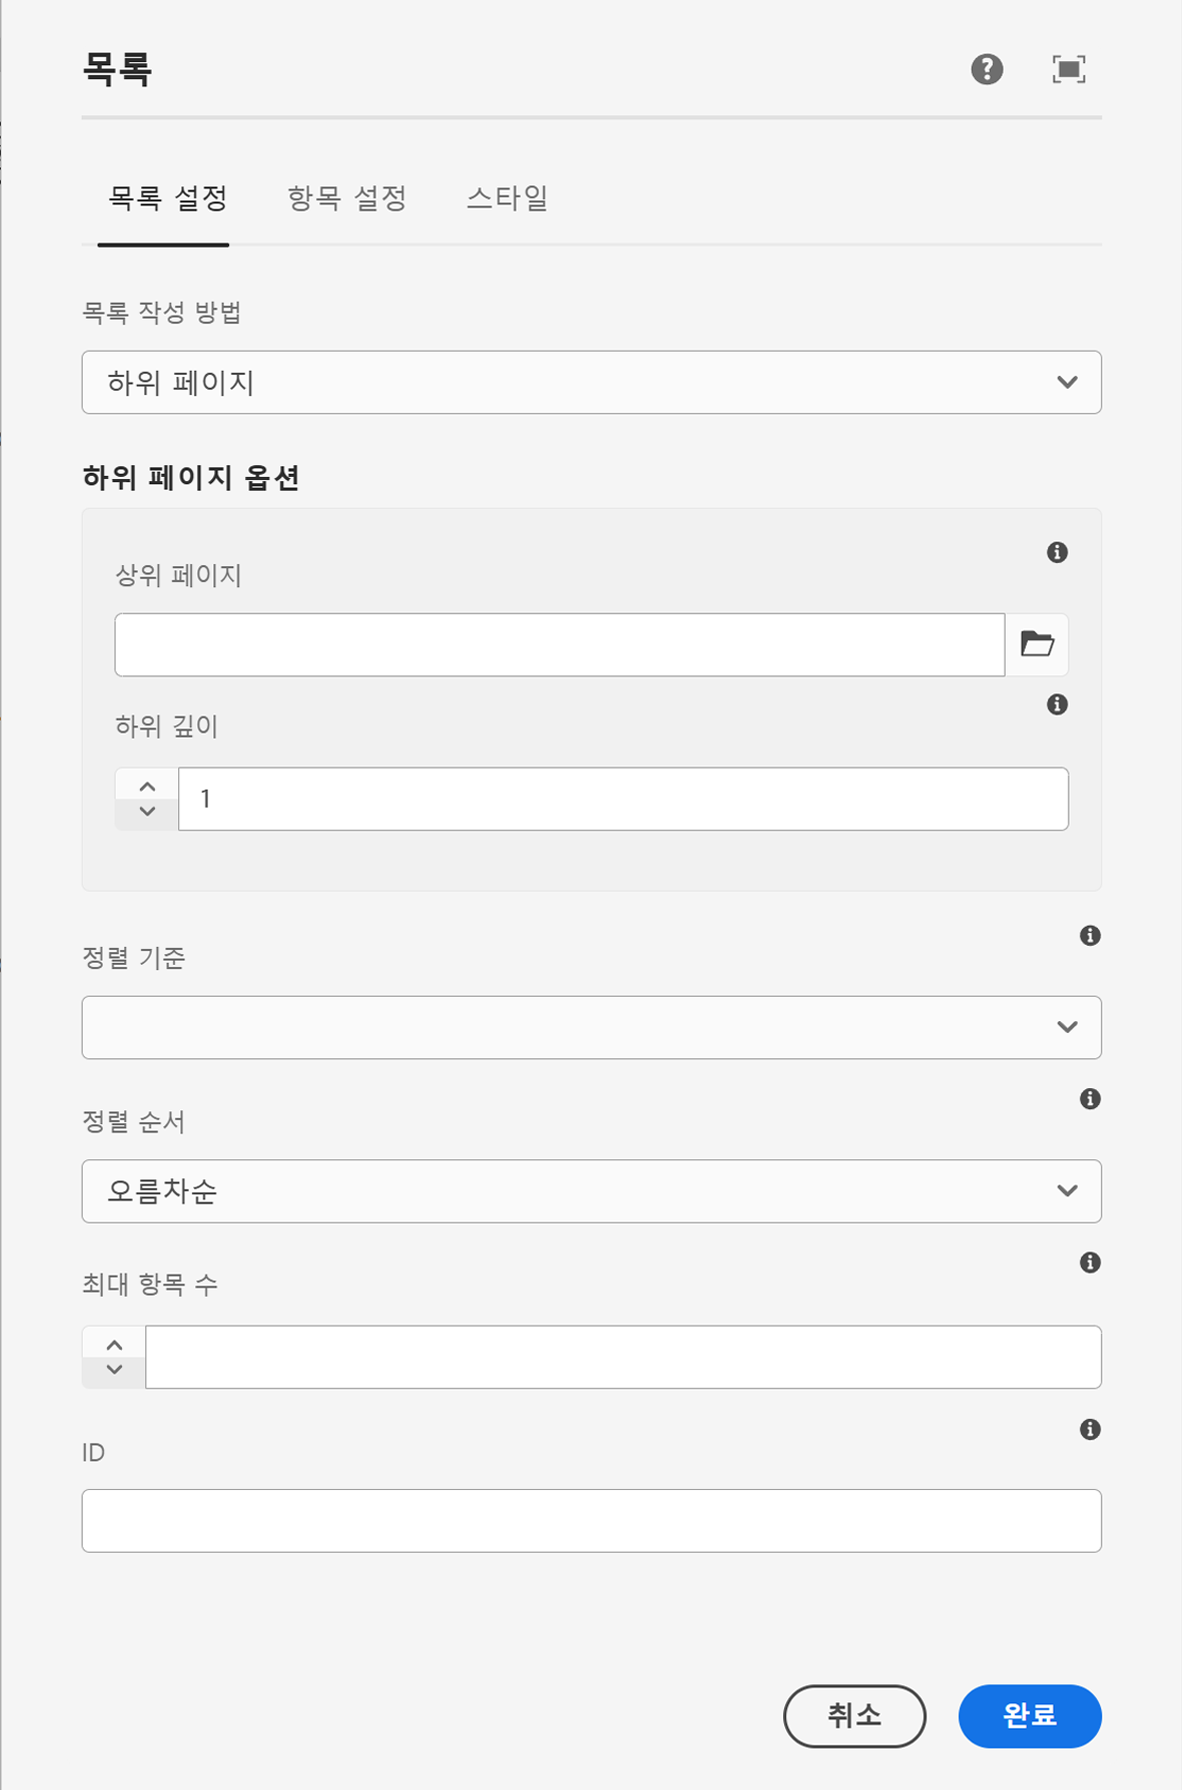 목록
목록 설정 항목 설정 스타일
목록 작성 방법
하위 페이지
하위 페이지 옵션
상위 페이지
하위 깊이
1
정렬 기준
정렬 순서
오름차순
최대 항목 수
ID
취소 완료